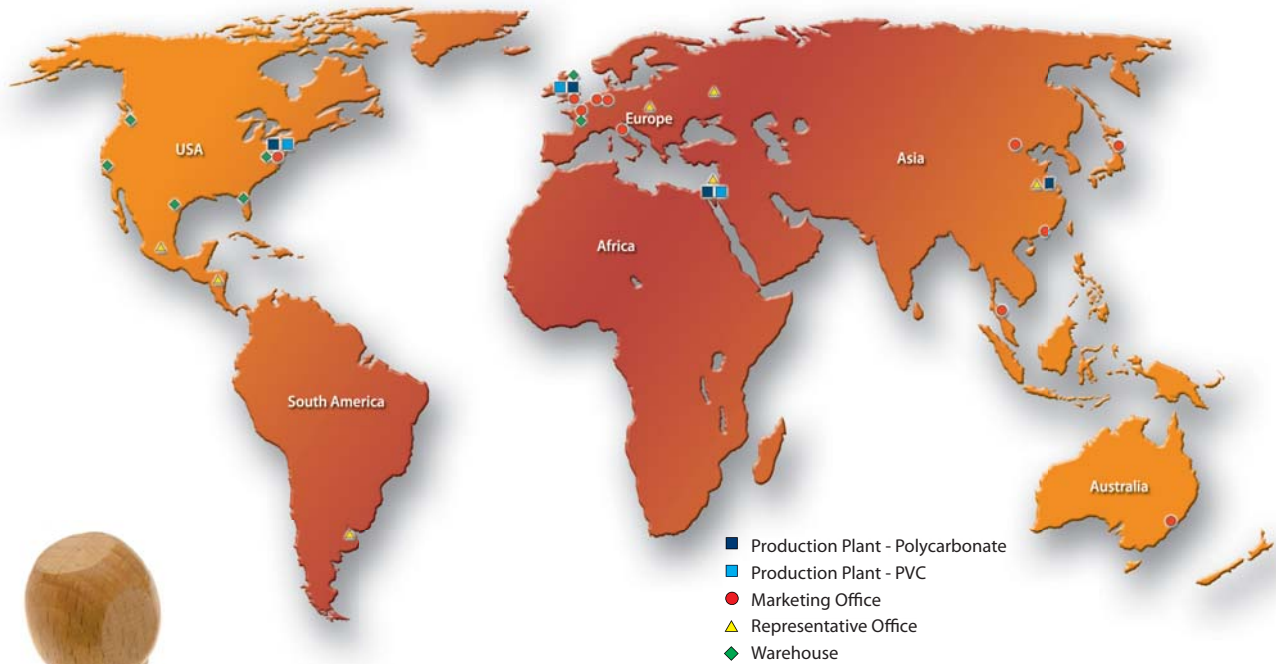 USA
Europe
Asia
Africa
South America
Australia
Production Plant - Polycarbonate
Production Plant - PVC
Marketing Office
Representative Office
Warehouse